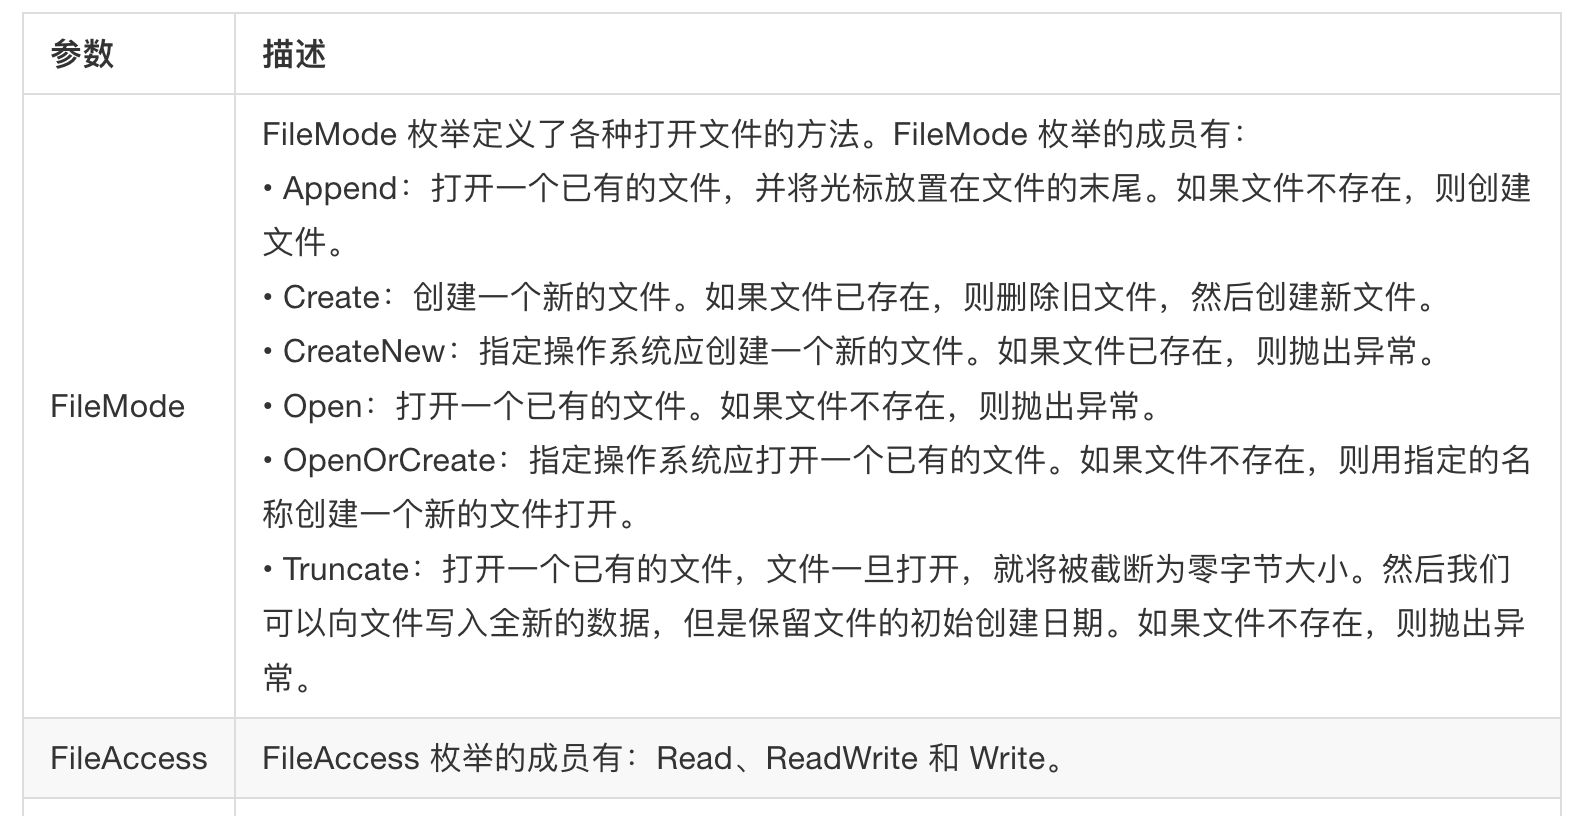 参数
描述
FileMode
FileMode 枚举定义了各种打开文件的方法。FileMode 枚举的成员有：
• Append：打开一个已有的文件，并将光标放置在文件的末尾。如果文件不存在，则创建
文件。
• Create：创建一个新的文件。如果文件已存在，则删除旧文件，然后创建新文件。
• CreateNew：指定操作系统应创建一个新的文件。如果文件已存在，则抛出异常。
• Open：打开一个已有的文件。如果文件不存在，则抛出异常。
• OpenOrCreate：指定操作系统应打开一个已有的文件。如果文件不存在，则用指定的名
称创建一个新的文件打开。
• Truncate：打开一个已有的文件，文件一旦打开，就将被截断为零字节大小。然后我们
可以向文件写入全新的数据，但是保留文件的初始创建日期。如果文件不存在，则抛出异
常。
FileAccess
FileAccess 枚举的成员有：Read、ReadWrite 和 Write。